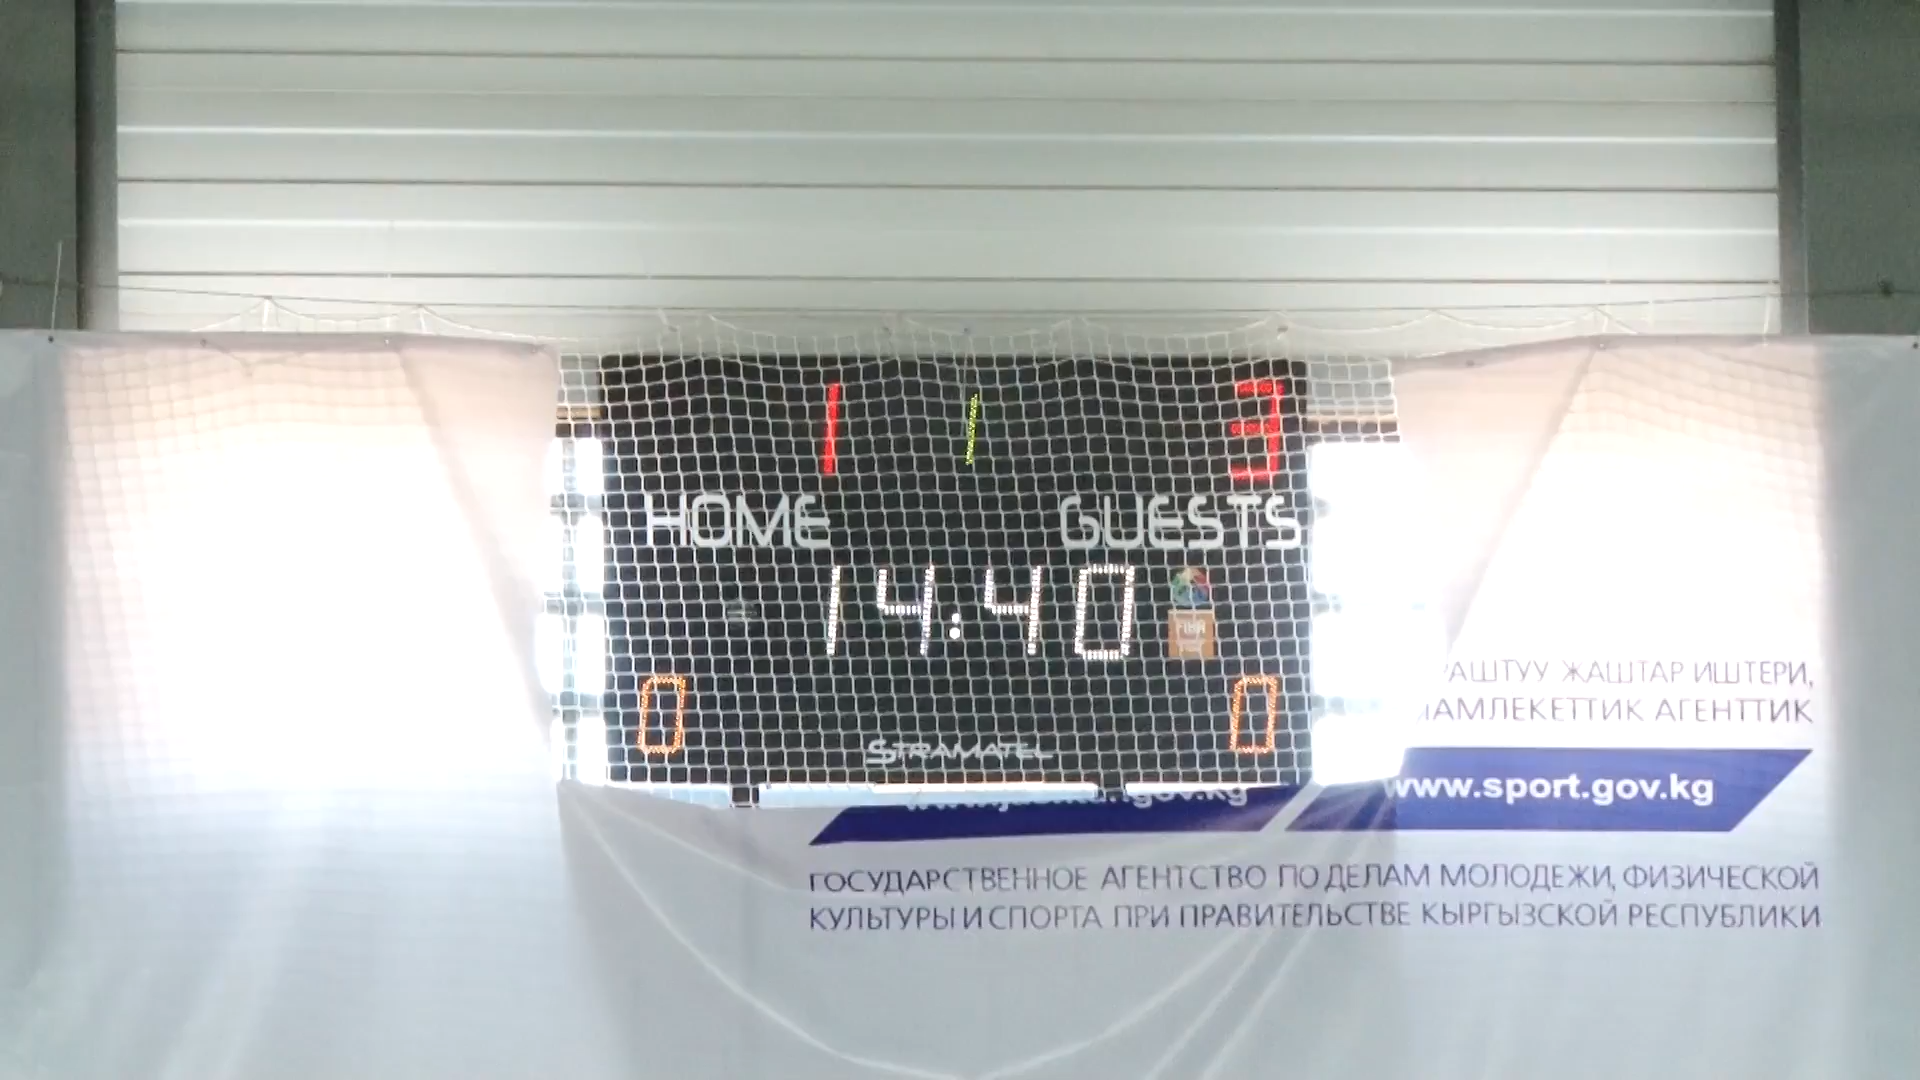 1 1 3
HOME GUESTS
14:40
FIBA
0 0
STRAMATEL
ЖАШТАР ИШТЕРИ,
АГЕНТТИК
www.sport.gov.kg
ГОСУДАРСТВЕННОЕ АГЕНТСТВО ПО ДЕЛАМ МОЛОДЕЖИ, ФИЗИЧЕСКОЙ
КУЛЬТУРЫ И СПОРТА ПРИ ПРАВИТЕЛЬСТВЕ КЫРГЫЗСКОЙ РЕСПУБЛИКИ